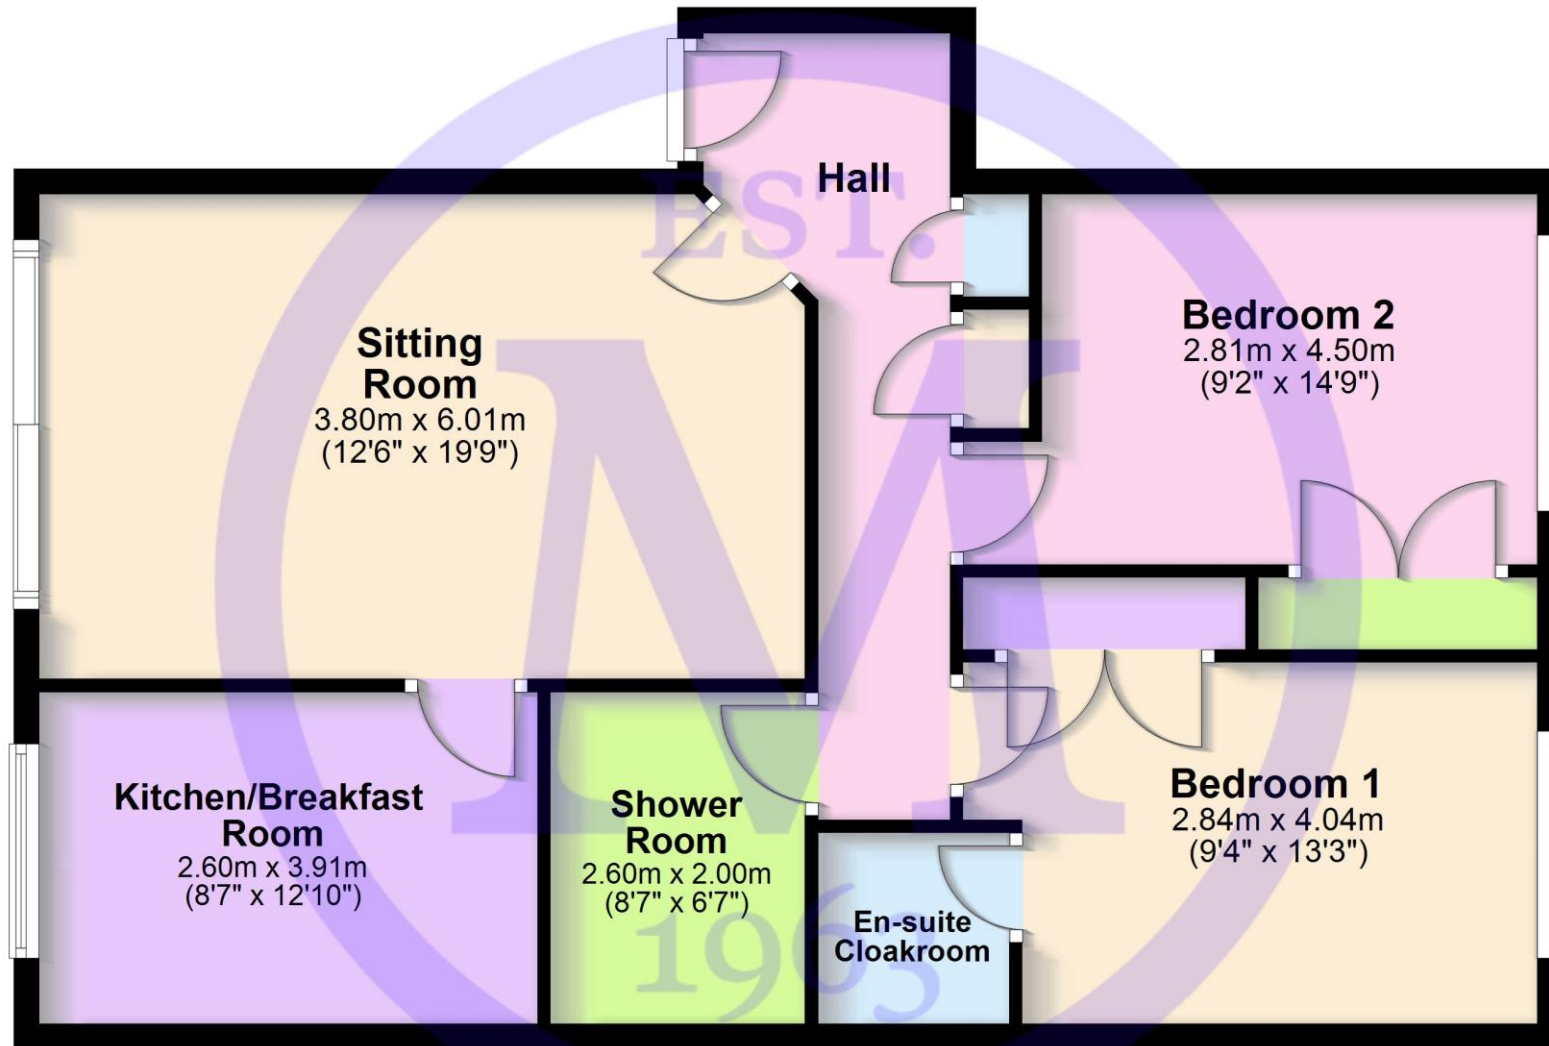 Hall
EST.
Sitting
Room
3.80m x 6.01m
(12'6" x 19'9")
Bedroom 2
2.81m x 4.50m
(9'2" x 14'9")
M
Kitchen/Breakfast
Room
2.60m x 3.91m
(8'7" x 12'10")
Shower
Room
2.60m x 2.00m
(8'7" x 6'7")
Bedroom 1
2.84m x 4.04m
(9'4" x 13'3")
En-suite
Cloakroom
1963